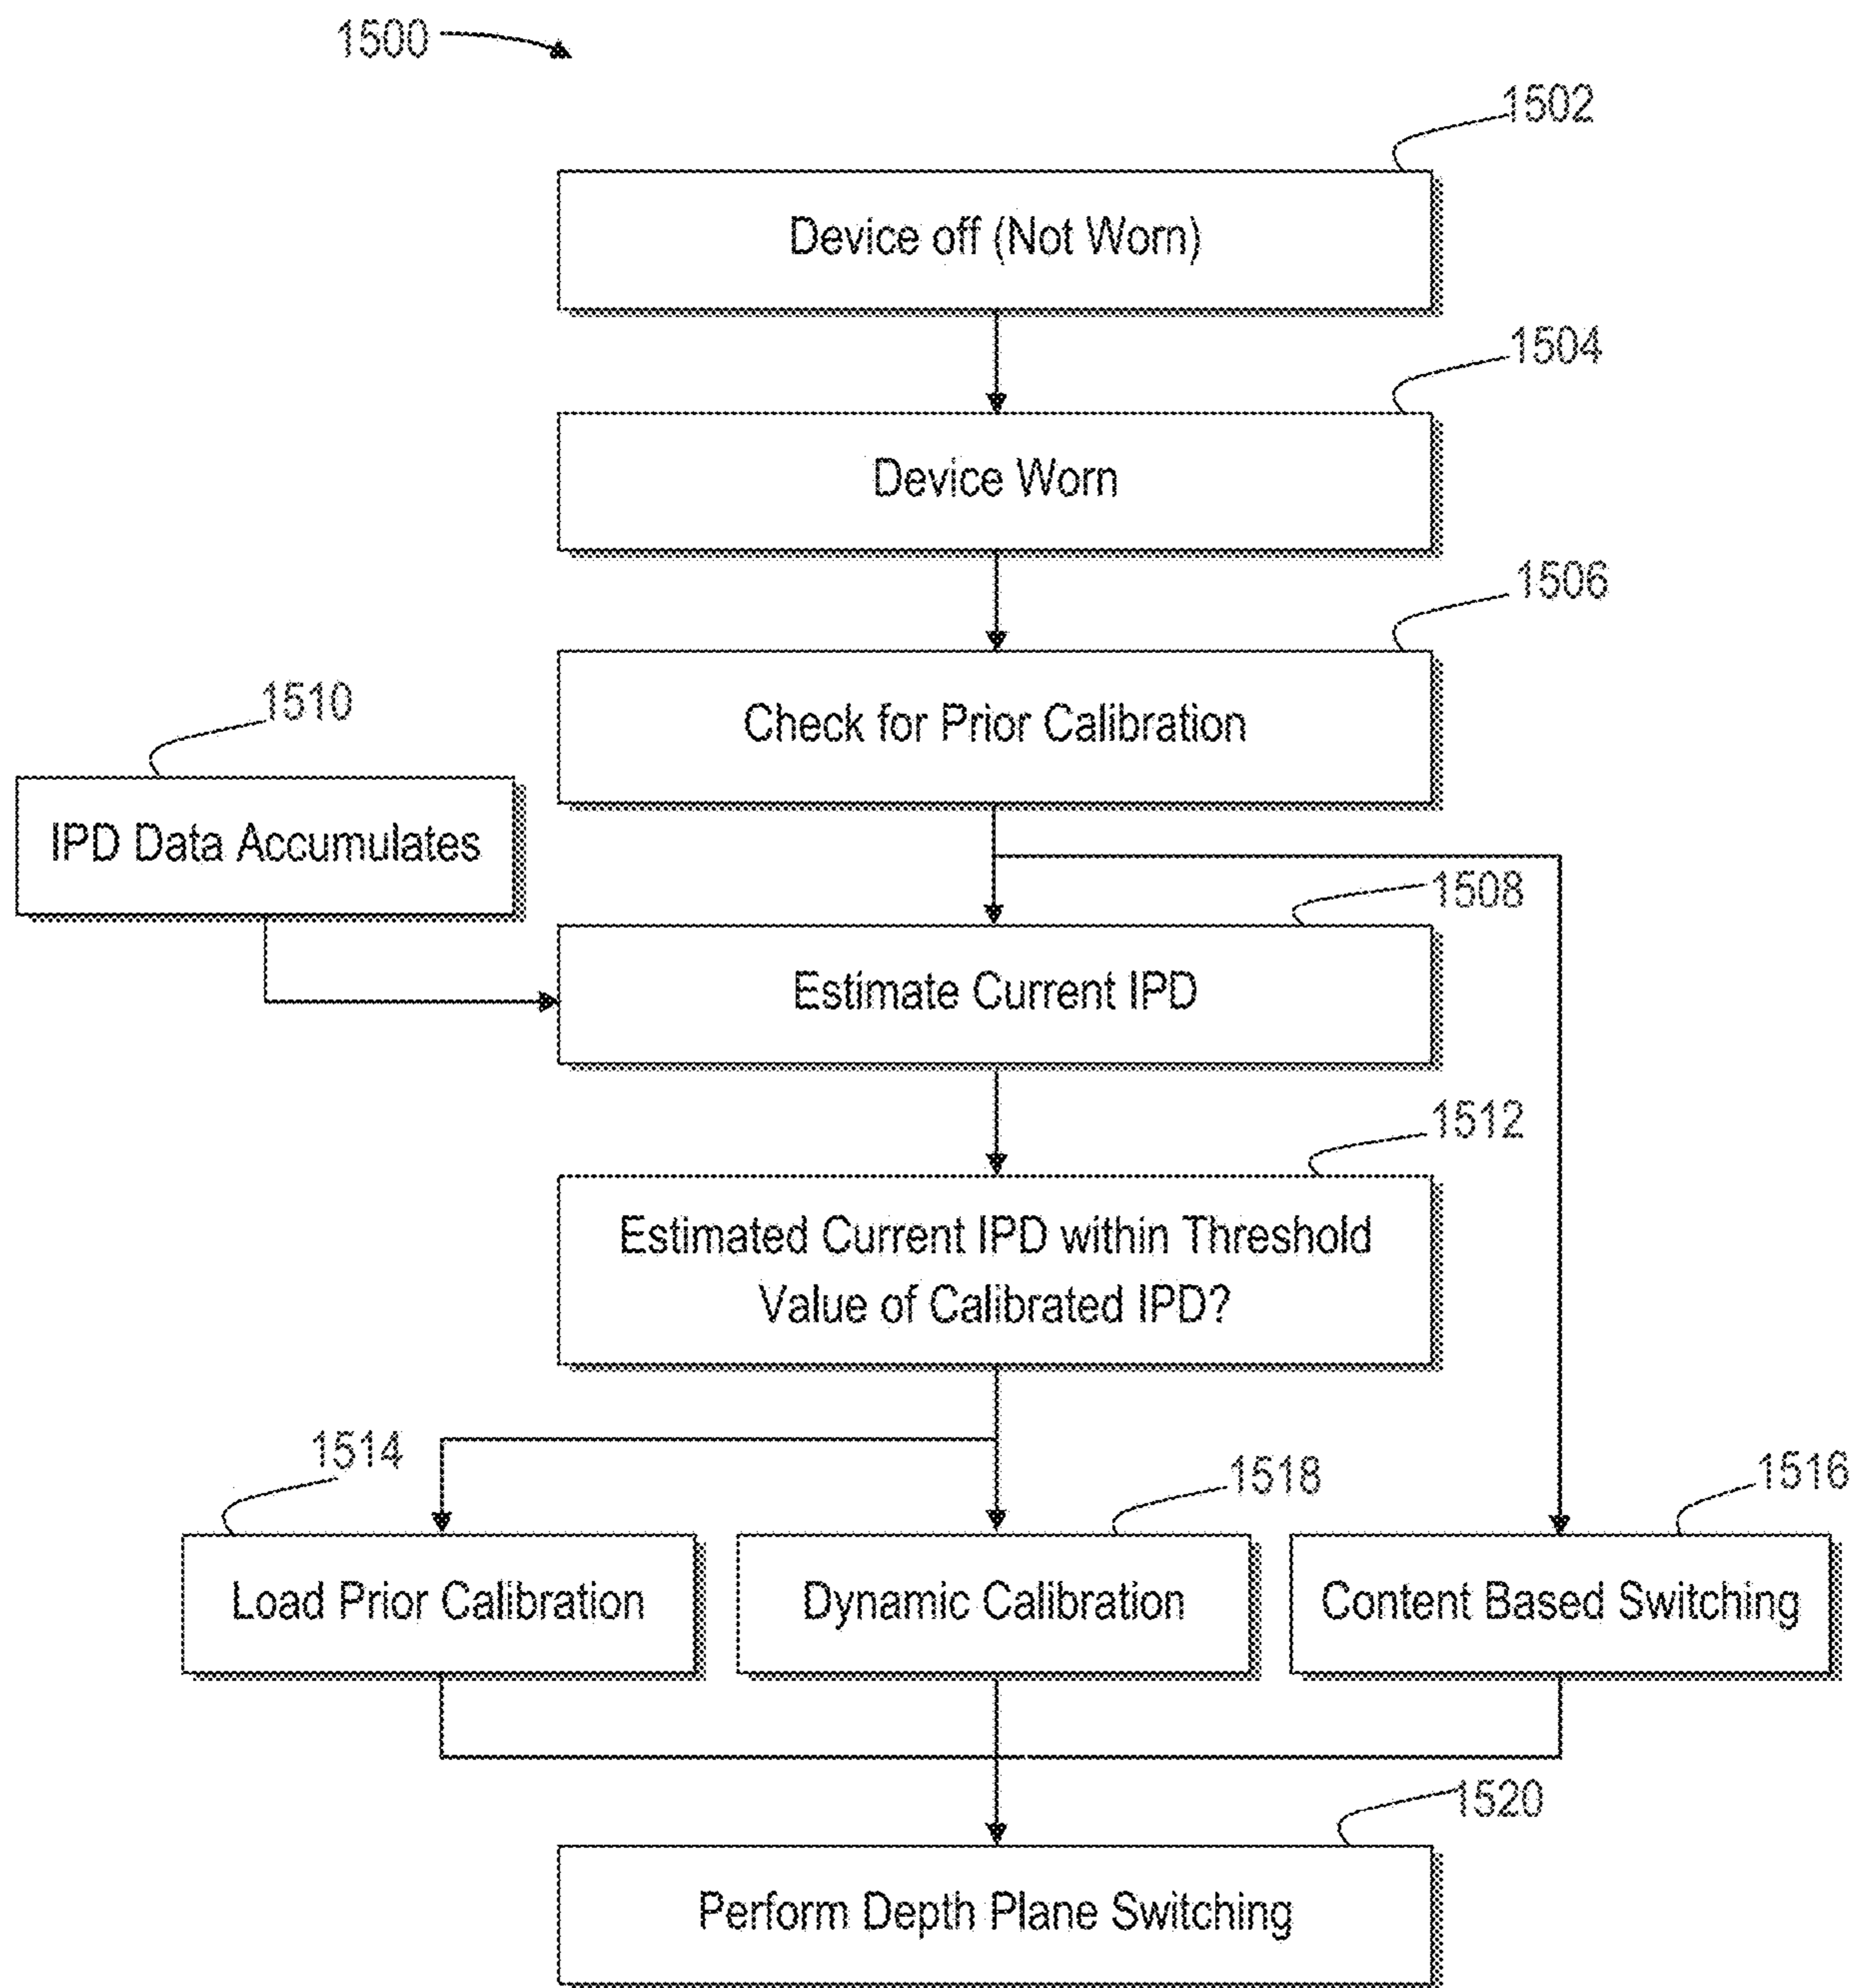 1500
1502
Device off (Not Worn)
1504
Device Worn
1506
Check for Prior Calibration
1510
IPD Data Accumulates
1508
Estimate Current IPD
1512
Estimated Current IPD within Threshold
Value of Calibrated IPD?
1514
1518
1516
Load Prior Calibration
Dynamic Calibration
Content Based Switching
1520
Perform Depth Plane Switching